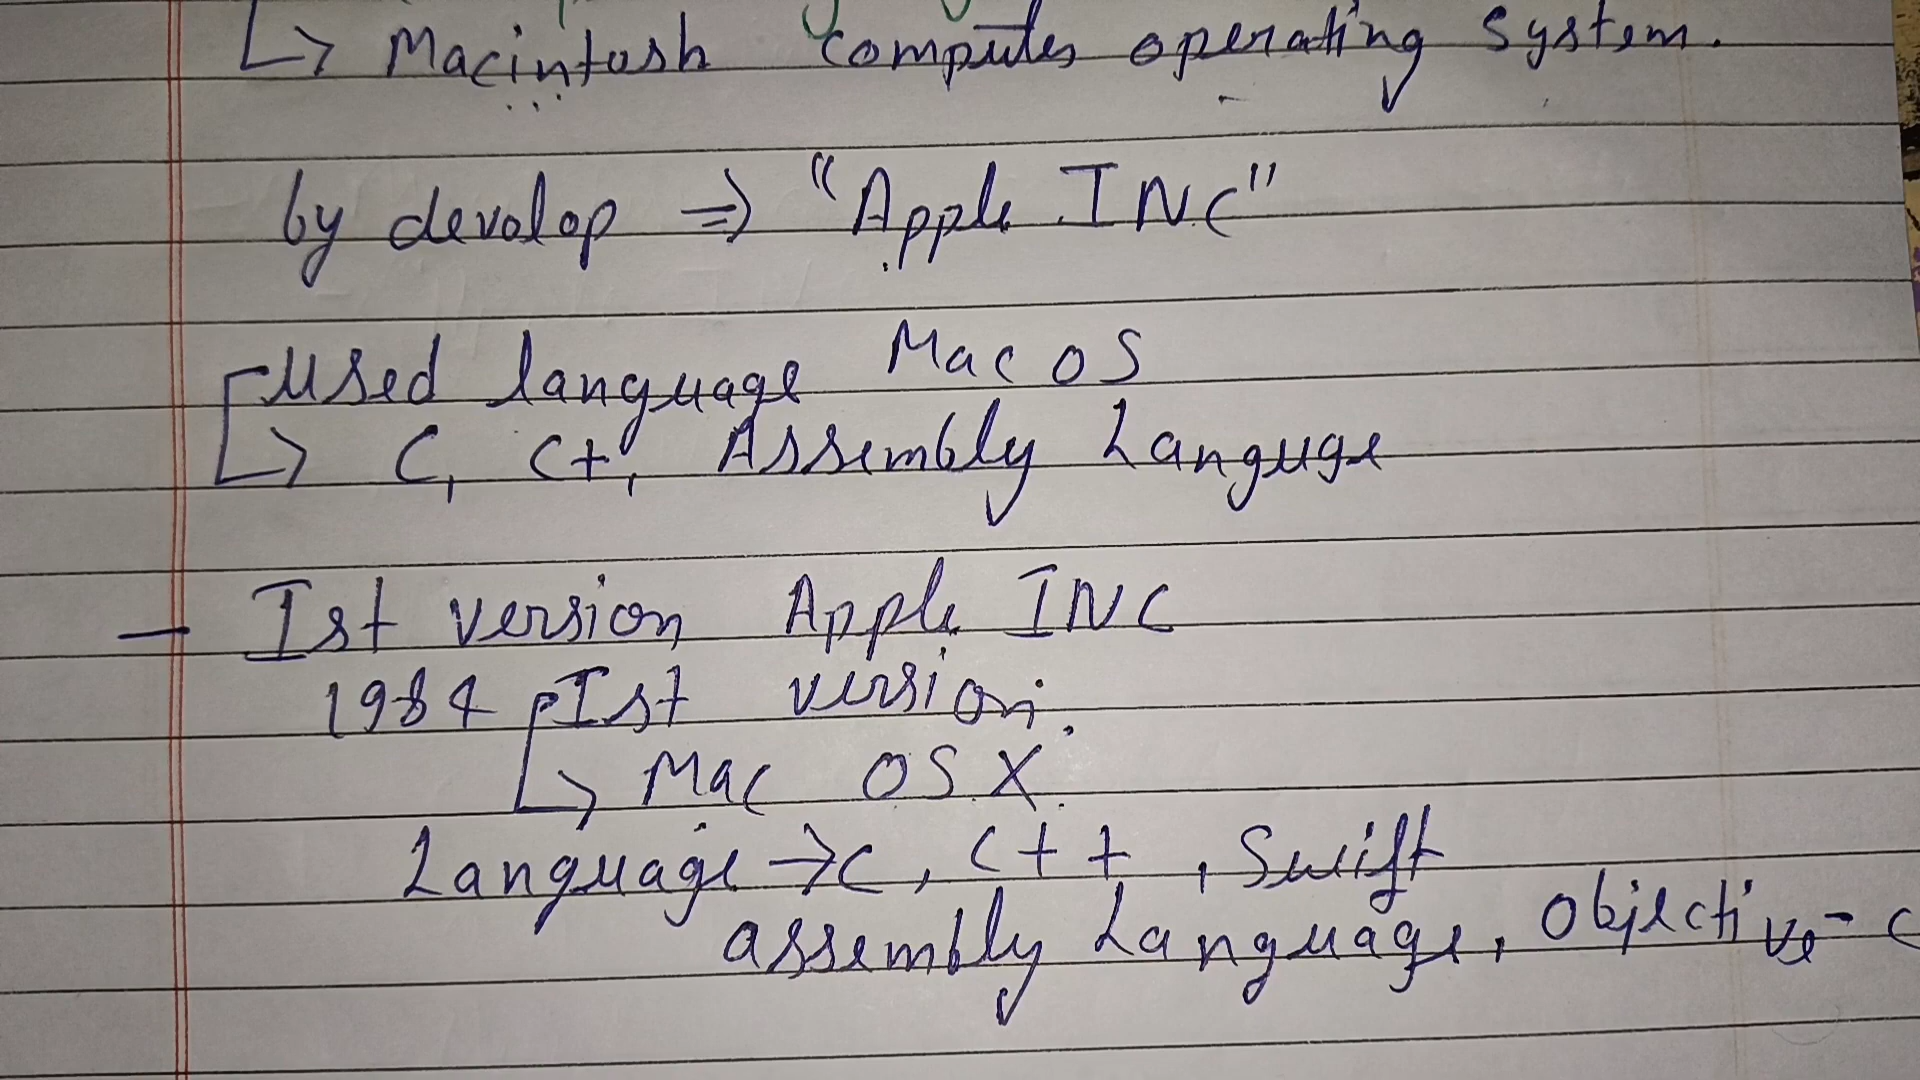 ↳ Macintosh computer operating system.
by devolop ⇒ "Apple INC"
Used language Mac OS
↳ C, C++, Assembly Languge
- Ist version Apple INC
1984 Ist version.
↳ Mac OS X.
Language → C, C++, Swift
assembly Language, Objective-C